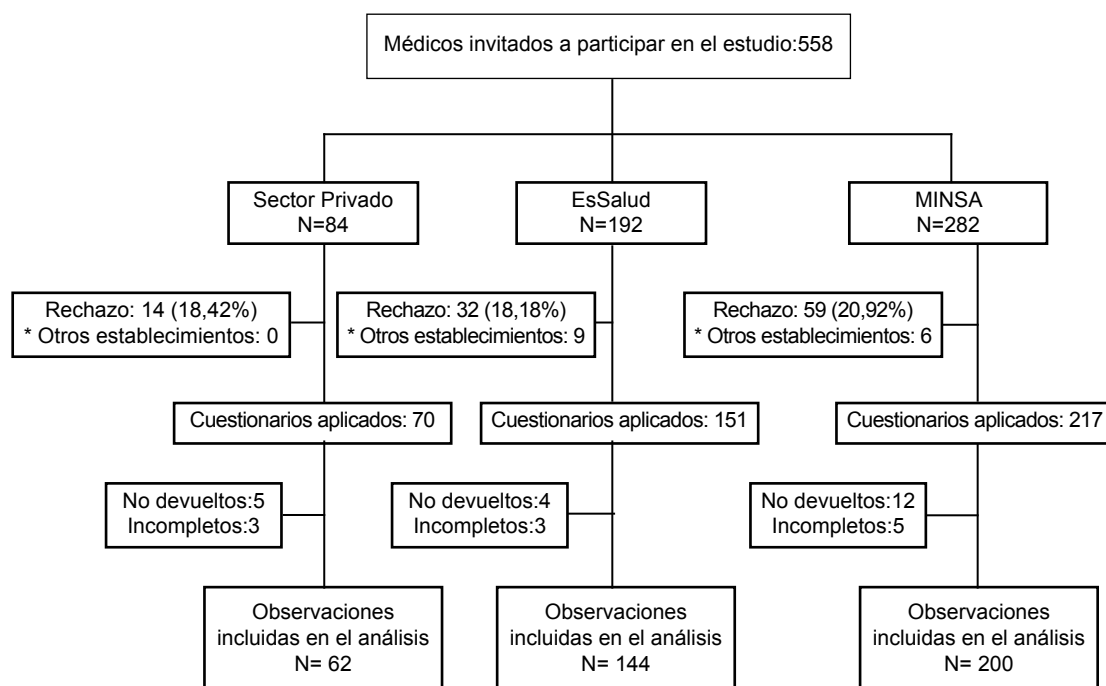 Médicos invitados a participar en el estudio:558
Sector Privado
N=84
EsSalud
N=192
MINSA
N=282
Rechazo: 14 (18,42%)
* Otros establecimientos: 0
Rechazo: 32 (18,18%)
* Otros establecimientos: 9
Rechazo: 59 (20,92%)
* Otros establecimientos: 6
Cuestionarios aplicados: 70
Cuestionarios aplicados: 151
Cuestionarios aplicados: 217
No devueltos:5
Incompletos:3
No devueltos:4
Incompletos:3
No devueltos:12
Incompletos:5
Observaciones
incluidas en el análisis
N= 62
Observaciones
incluidas en el análisis
N= 144
Observaciones
incluidas en el análisis
N= 200